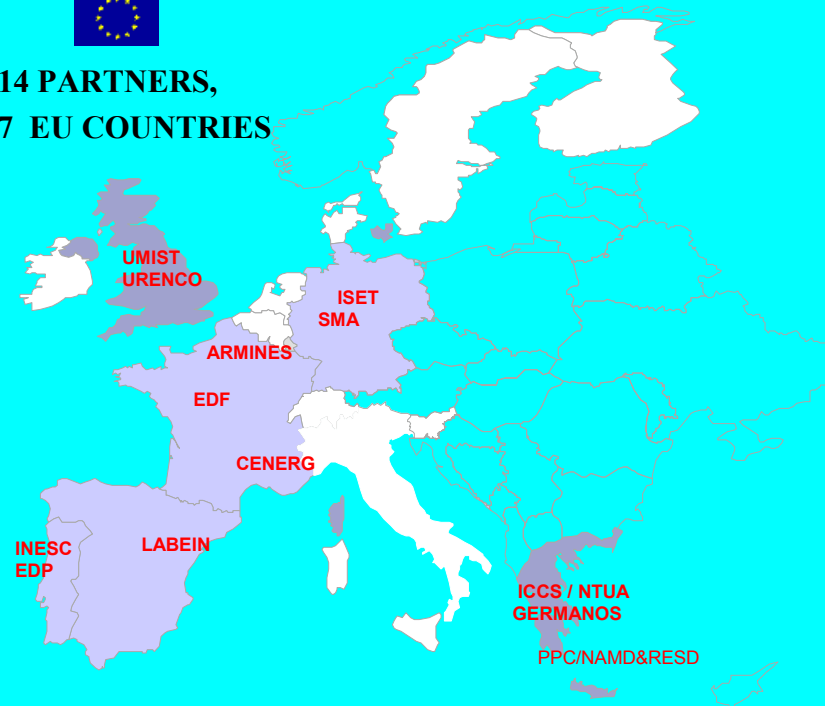 14 PARTNERS,
7 EU COUNTRIES
UMIST
URENCO
ISET
SMA
ARMINES
EDF
CENERG
INESC
EDP
LABEIN
ICCS / NTUA
GERMANOS
PPC/NAMD&RESD